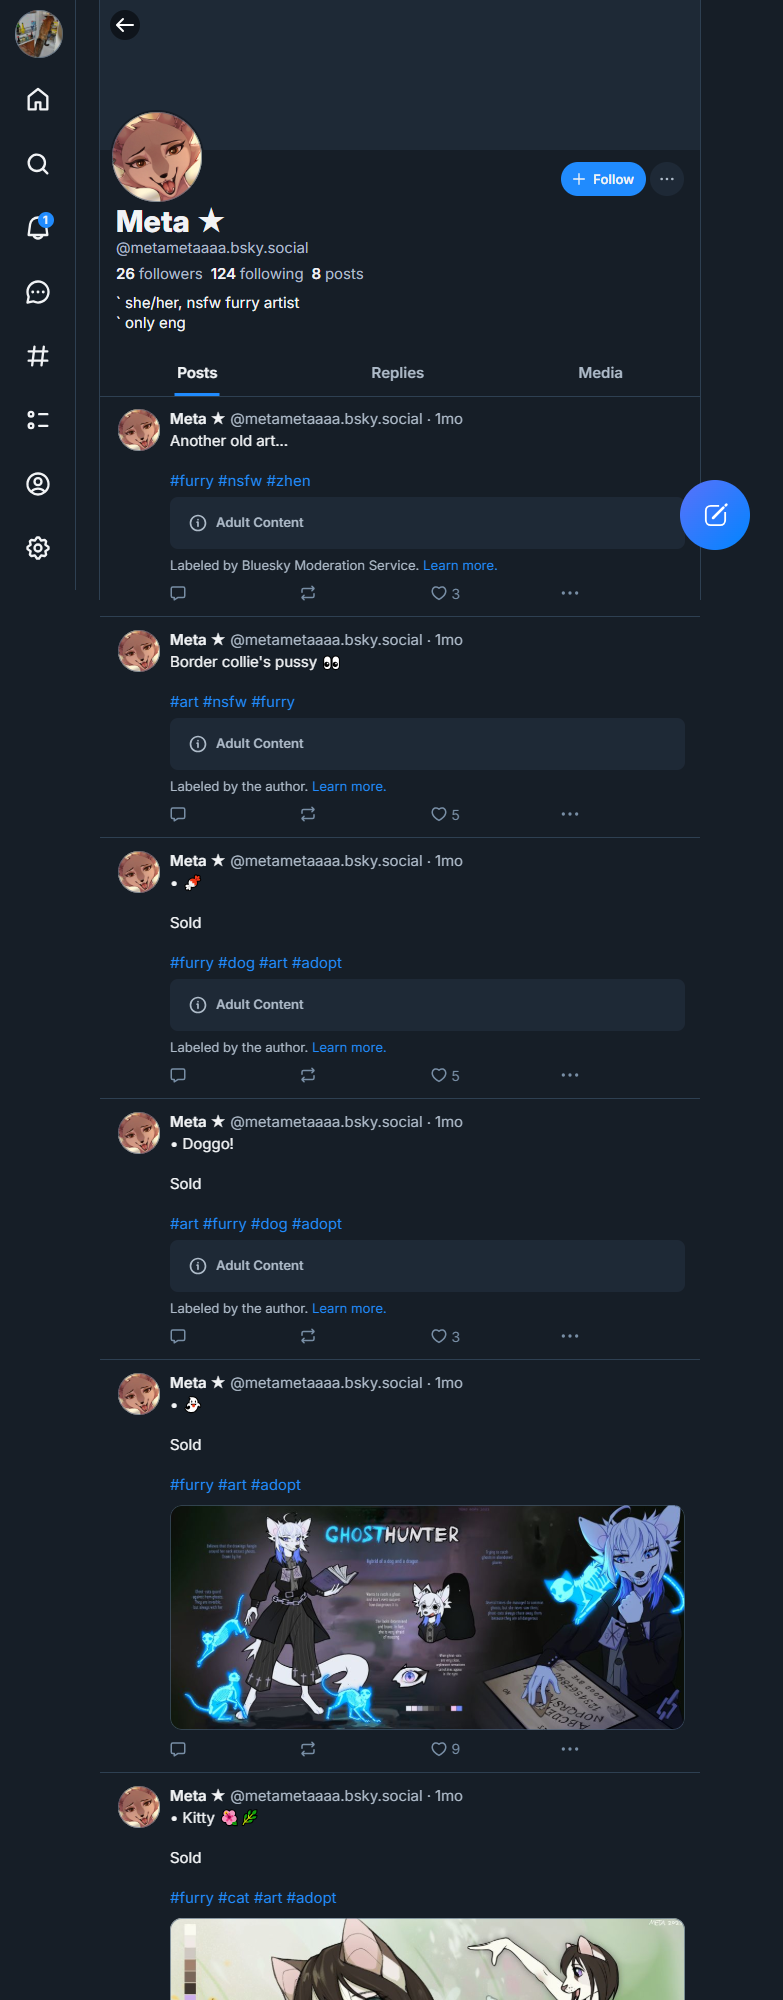 1
Follow
Meta ★
@metametaaaa.bsky.social
26 followers 124 following 8 posts
` she/her, nsfw furry artist
` only eng
Posts Replies Media
Meta ★ @metametaaaa.bsky.social · 1mo
Another old art...
#furry #nsfw #zhen
Adult Content
Labeled by Bluesky Moderation Service. Learn more.
3
Meta ★ @metametaaaa.bsky.social · 1mo
Border collie's pussy 👀
#art #nsfw #furry
Adult Content
Labeled by the author. Learn more.
5
Meta ★ @metametaaaa.bsky.social · 1mo
• 🍬
Sold
#furry #dog #art #adopt
Adult Content
Labeled by the author. Learn more.
5
Meta ★ @metametaaaa.bsky.social · 1mo
• Doggo!
Sold
#art #furry #dog #adopt
Adult Content
Labeled by the author. Learn more.
3
Meta ★ @metametaaaa.bsky.social · 1mo
• 👻
Sold
#furry #art #adopt
GHOSTHUNTER
Hybrid of a dog and a dragon
9
Meta ★ @metametaaaa.bsky.social · 1mo
• Kitty 🌺🌿
Sold
#furry #cat #art #adopt